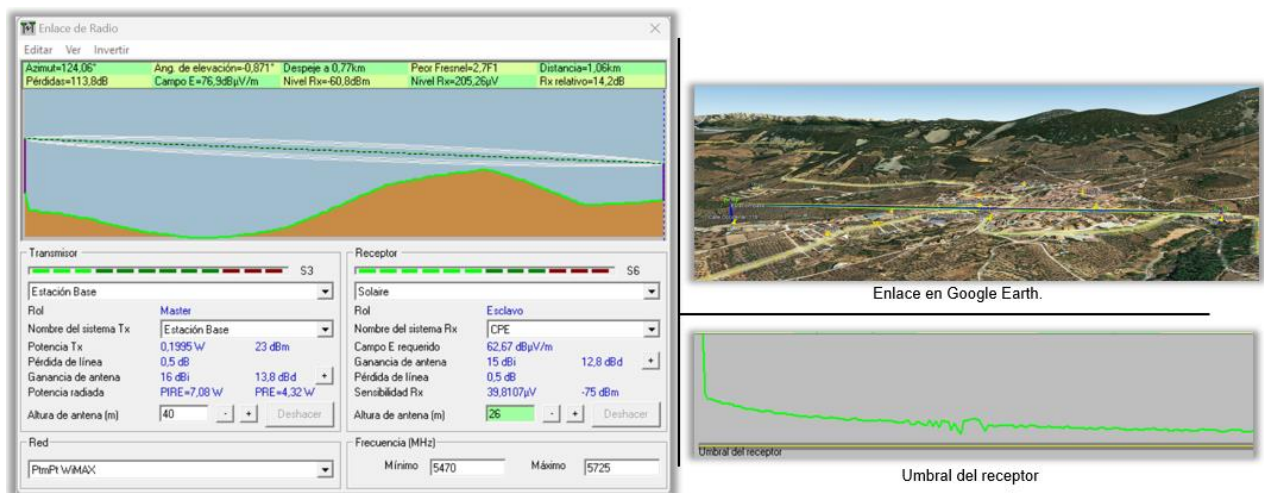 Enlace de Radio
Editar Ver Invertir
Azimut=124,06° Ang. de elevación=-0,871° Despeje a 0,77km Peor Fresnel=2,7F1 Distancia=1,06km
Pérdidas=113,8dB Campo E=76,9dBµV/m Nivel Rx=-60,8dBm Nivel Rx=205,26µV Rx relativo=14,2dB
Transmisor
S3
Estación Base
Rol Master
Nombre del sistema Tx Estación Base
Potencia Tx 0,1995 W 23 dBm
Pérdida de línea 0,5 dB
Ganancia de antena 16 dBi 13,8 dBd +
Potencia radiada PIRE=7,08 W PRE=4,32 W
Altura de antena (m) 40 - + Deshacer
Red
PtmPt WiMAX
Receptor
S6
Solaire
Rol Esclavo
Nombre del sistema Rx CPE
Campo E requerido 62,67 dBµV/m
Ganancia de antena 15 dBi 12,8 dBd +
Pérdida de línea 0,5 dB
Sensibilidad Rx 39,8107µV -75 dBm
Altura de antena (m) 26 - + Deshacer
Frecuencia (MHz)
Mínimo 5470 Máximo 5725
Enlace en Google Earth.
Umbral del receptor
Umbral del receptor